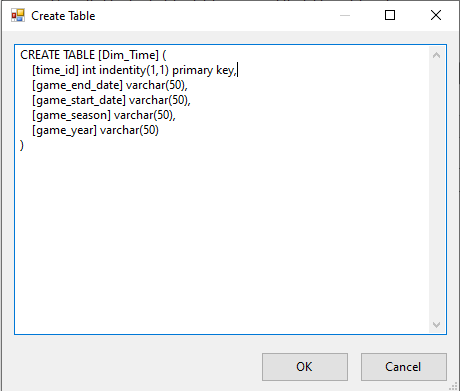 Create Table
CREATE TABLE [Dim_Time] (
[time_id] int indentity(1,1) primary key,
[game_end_date] varchar(50),
[game_start_date] varchar(50),
[game_season] varchar(50),
[game_year] varchar(50)
)
OK
Cancel